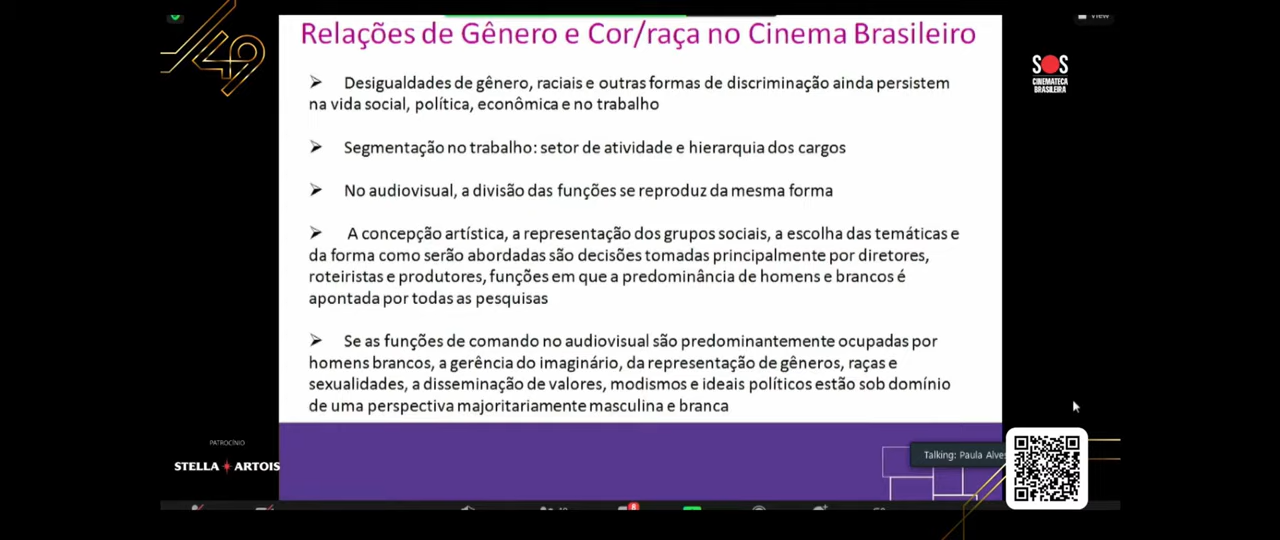 49
View
SOS
CINEMATECA
BRASILEIRA
Relações de Gênero e Cor/raça no Cinema Brasileiro
➢ Desigualdades de gênero, raciais e outras formas de discriminação ainda persistem
na vida social, política, econômica e no trabalho
➢ Segmentação no trabalho: setor de atividade e hierarquia dos cargos
➢ No audiovisual, a divisão das funções se reproduz da mesma forma
➢ A concepção artística, a representação dos grupos sociais, a escolha das temáticas e
da forma como serão abordadas são decisões tomadas principalmente por diretores,
roteiristas e produtores, funções em que a predominância de homens e brancos é
apontada por todas as pesquisas
➢ Se as funções de comando no audiovisual são predominantemente ocupadas por
homens brancos, a gerência do imaginário, da representação de gêneros, raças e
sexualidades, a disseminação de valores, modismos e ideais políticos estão sob domínio
de uma perspectiva majoritariamente masculina e branca
PATROCÍNIO
STELLA ARTOIS
Talking: Paula Alves